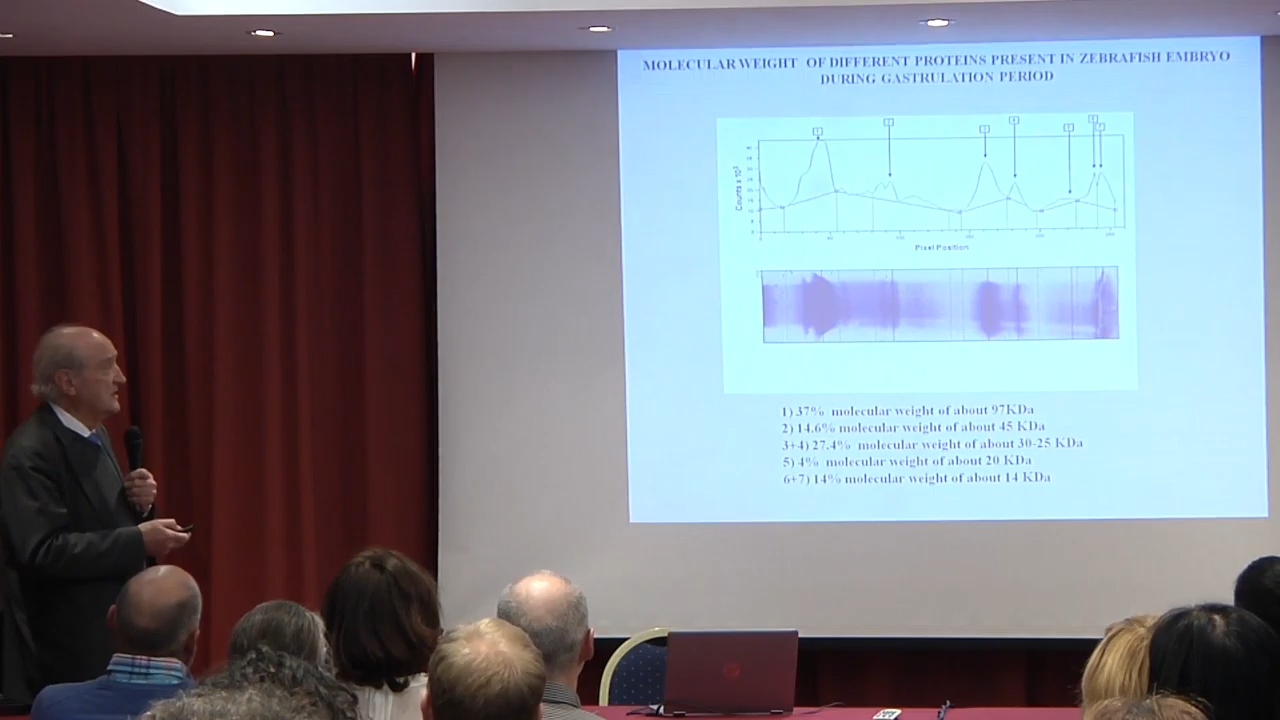 MOLECULAR WEIGHT OF DIFFERENT PROTEINS PRESENT IN ZEBRAFISH EMBRYO
DURING GASTRULATION PERIOD
1
Counts x 10³
Pixel Position
1) 37% molecular weight of about 97KDa
2) 14.6% molecular weight of about 45 KDa
3+4) 27.4% molecular weight of about 30-25 KDa
5) 4% molecular weight of about 20 KDa
6+7) 14% molecular weight of about 14 KDa